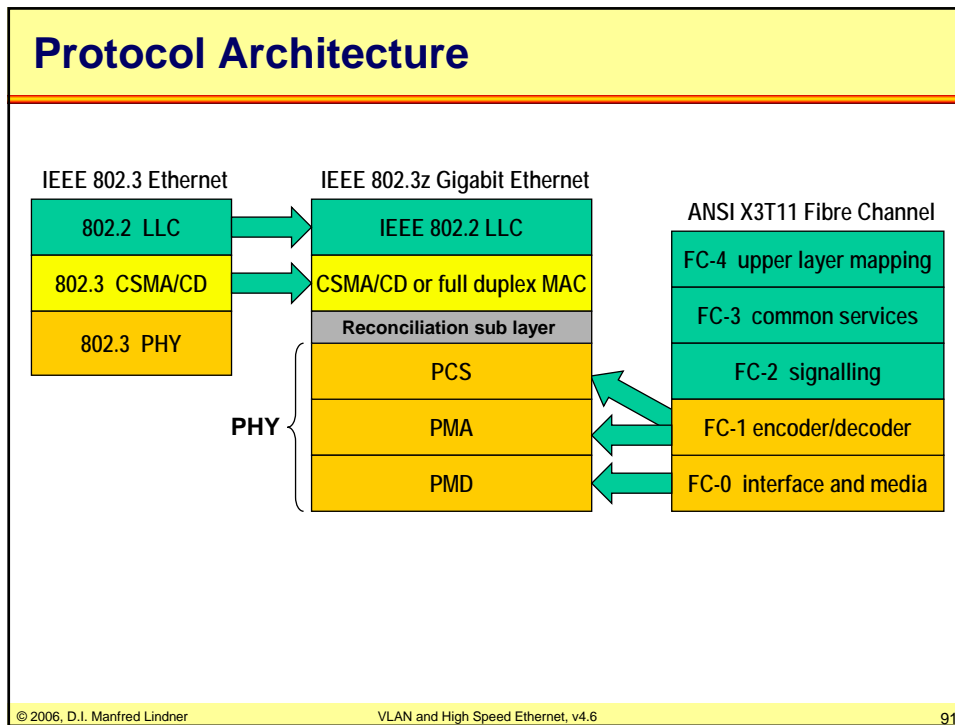 Protocol Architecture
IEEE 802.3 Ethernet
802.2 LLC
802.3 CSMA/CD
802.3 PHY
IEEE 802.3z Gigabit Ethernet
IEEE 802.2 LLC
CSMA/CD or full duplex MAC
Reconciliation sub layer
PHY
PCS
PMA
PMD
ANSI X3T11 Fibre Channel
FC-4 upper layer mapping
FC-3 common services
FC-2 signalling
FC-1 encoder/decoder
FC-0 interface and media
© 2006, D.I. Manfred Lindner
VLAN and High Speed Ethernet, v4.6
91